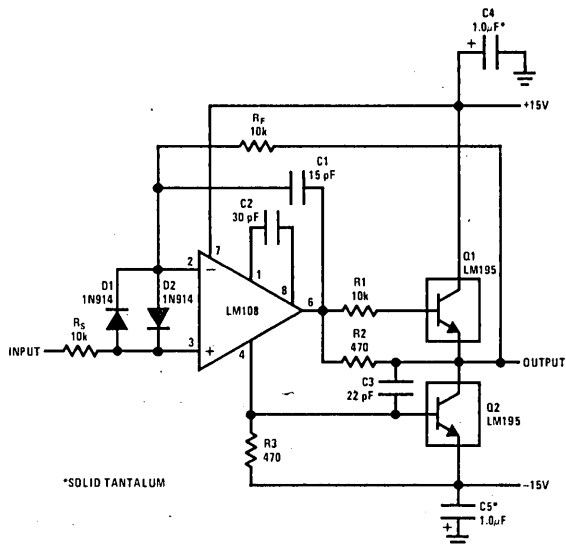 C4
1.0μF*
+
+15V
RF
10k
C1
15 pF
C2
30 pF
7
Q1
LM195
D1
1N914
D2
1N914
2
−
1
8
6
R1
10k
LM108
RS
10k
INPUT
3
+
4
R2
470
OUTPUT
C3
22 pF
Q2
LM195
R3
470
*SOLID TANTALUM
−15V
C5*
1.0μF
+